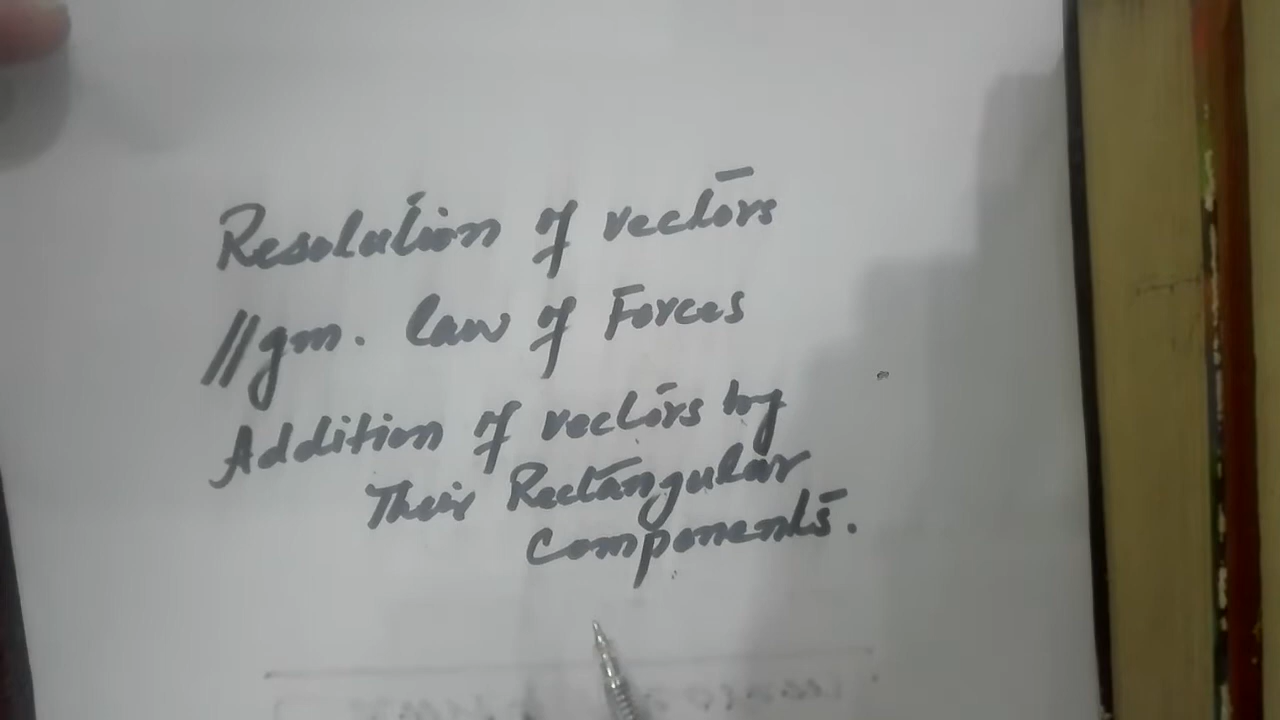 Resolution of vectors
//gm. law of Forces
Addition of vectors by
Their Rectangular
Components.